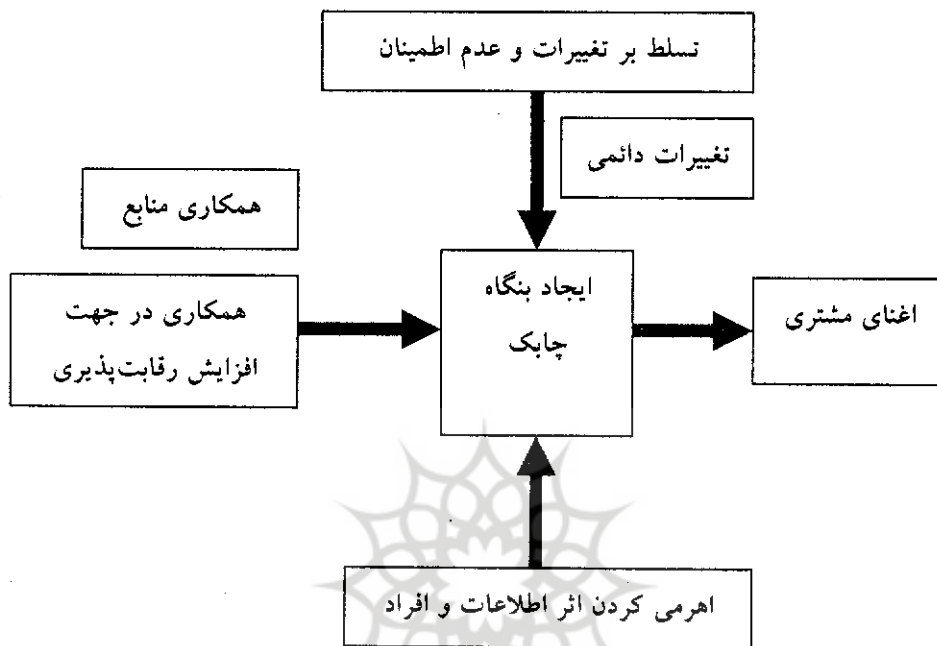 تسلط بر تغییرات و عدم اطمینان
تغییرات دائمی
همکاری منابع
همکاری در جهت
افزایش رقابت‌پذیری
ایجاد بنگاه
چابک
اغنای مشتری
اهرمی کردن اثر اطلاعات و افراد